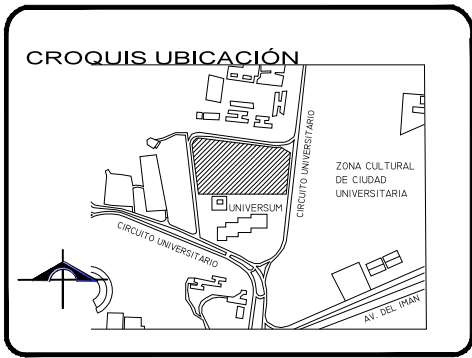 CROQUIS UBICACIÓN
CIRCUITO UNIVERSITARIO
ZONA CULTURAL
DE CIUDAD
UNIVERSITARIA
UNIVERSUM
CIRCUITO UNIVERSITARIO
AV. DEL IMAN